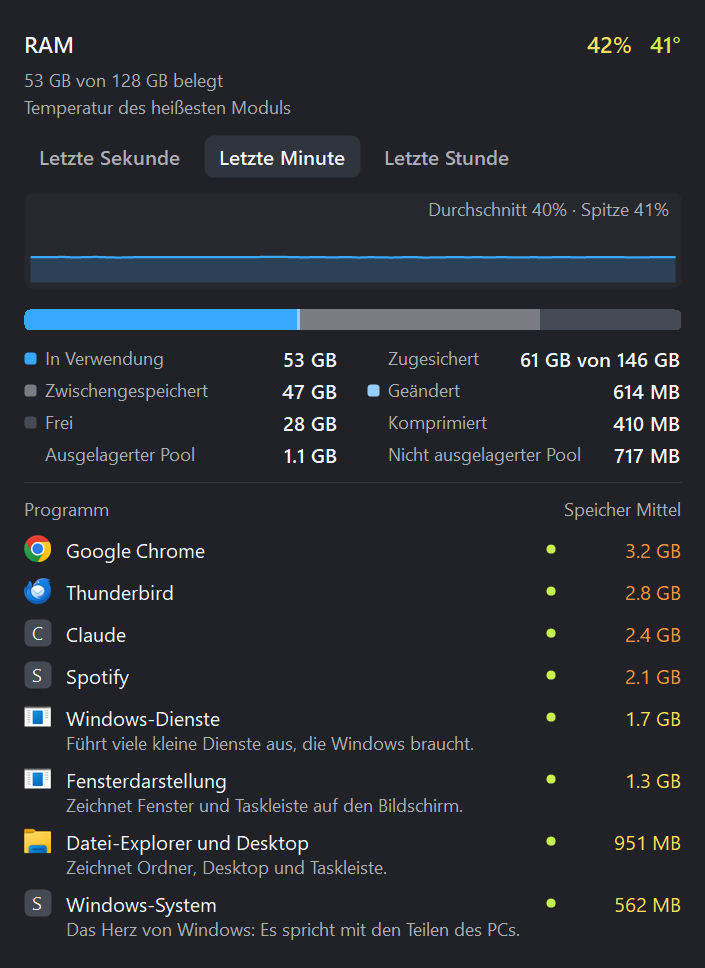 RAM 42% 41°
53 GB von 128 GB belegt
Temperatur des heißesten Moduls
Letzte Sekunde Letzte Minute Letzte Stunde
Durchschnitt 40% · Spitze 41%
In Verwendung 53 GB Zugesichert 61 GB von 146 GB
Zwischengespeichert 47 GB Geändert 614 MB
Frei 28 GB Komprimiert 410 MB
Ausgelagerter Pool 1.1 GB Nicht ausgelagerter Pool 717 MB
Programm Speicher Mittel
Google Chrome 3.2 GB
Thunderbird 2.8 GB
C Claude 2.4 GB
S Spotify 2.1 GB
Windows-Dienste 1.7 GB
Führt viele kleine Dienste aus, die Windows braucht.
Fensterdarstellung 1.3 GB
Zeichnet Fenster und Taskleiste auf den Bildschirm.
Datei-Explorer und Desktop 951 MB
Zeichnet Ordner, Desktop und Taskleiste.
S Windows-System 562 MB
Das Herz von Windows: Es spricht mit den Teilen des PCs.